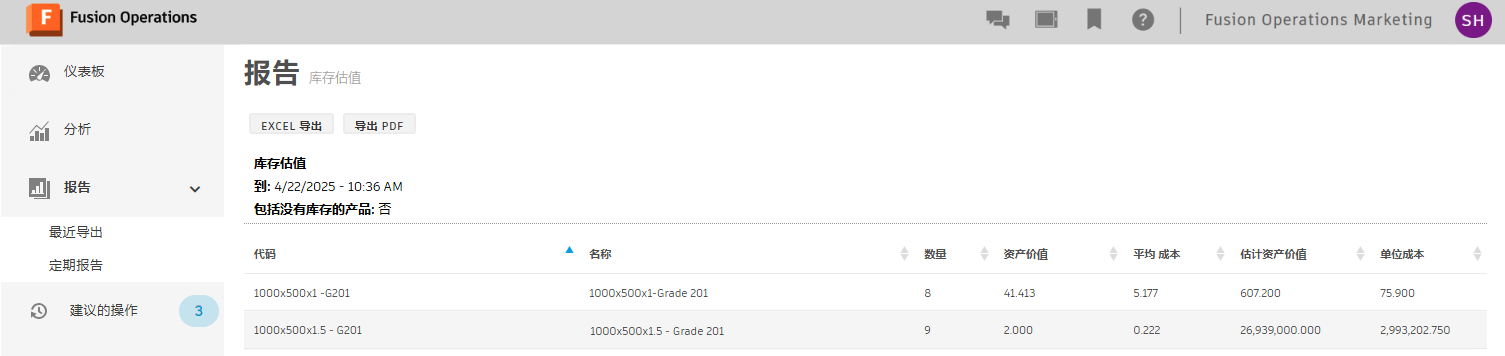 F Fusion Operations
Fusion Operations Marketing SH
仪表板
分析
报告
最近导出
定期报告
建议的操作 3
报告 库存估值
EXCEL 导出 导出 PDF
库存估值
到: 4/22/2025 - 10:36 AM
包括没有库存的产品: 否
代码 名称 数量 资产价值 平均 成本 估计资产价值 单位成本
1000x500x1 -G201 1000x500x1-Grade 201 8 41.413 5.177 607.200 75.900
1000x500x1.5 - G201 1000x500x1.5 - Grade 201 9 2.000 0.222 26,939,000.000 2,993,202.750